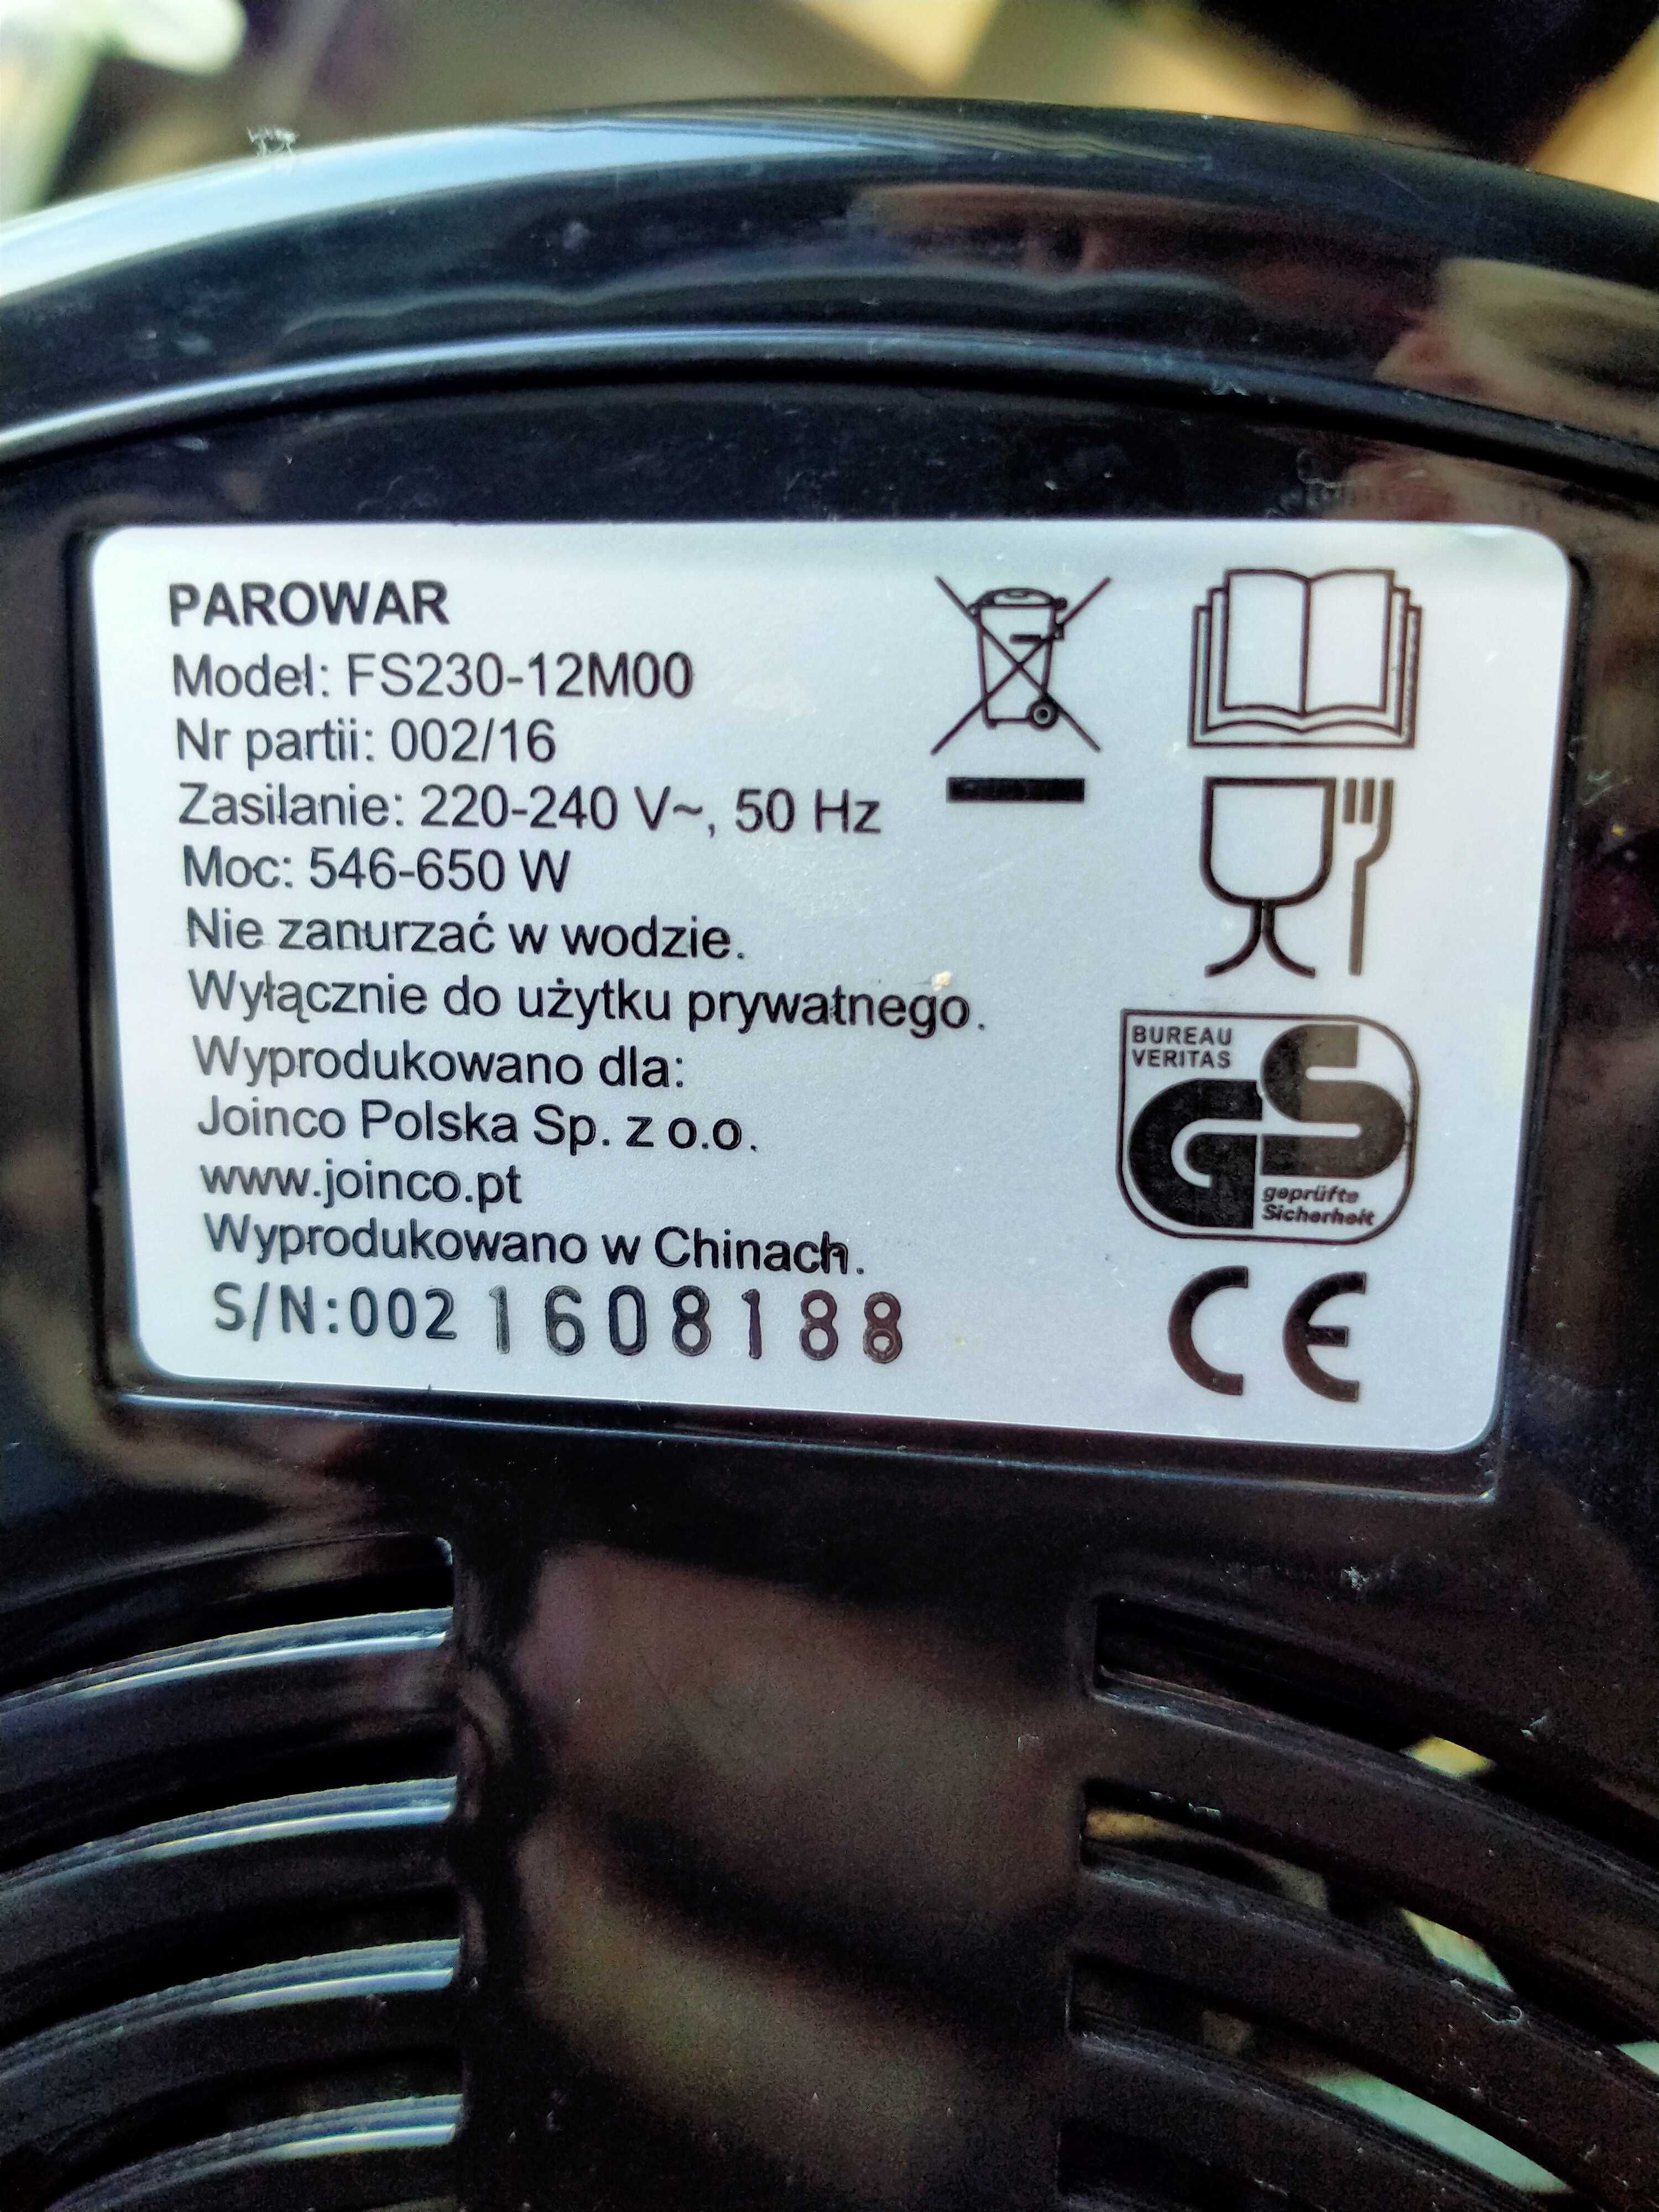 PAROWAR
Model: FS230-12M00
Nr partii: 002/16
Zasilanie: 220-240 V~, 50 Hz
Moc: 546-650 W
Nie zanurzać w wodzie.
Wyłącznie do użytku prywatnego.
Wyprodukowano dla:
Joinco Polska Sp. z o.o.
www.joinco.pt
Wyprodukowano w Chinach.
S/N:002 1608188
BUREAU
VERITAS
GS
geprüfte
Sicherheit
CE